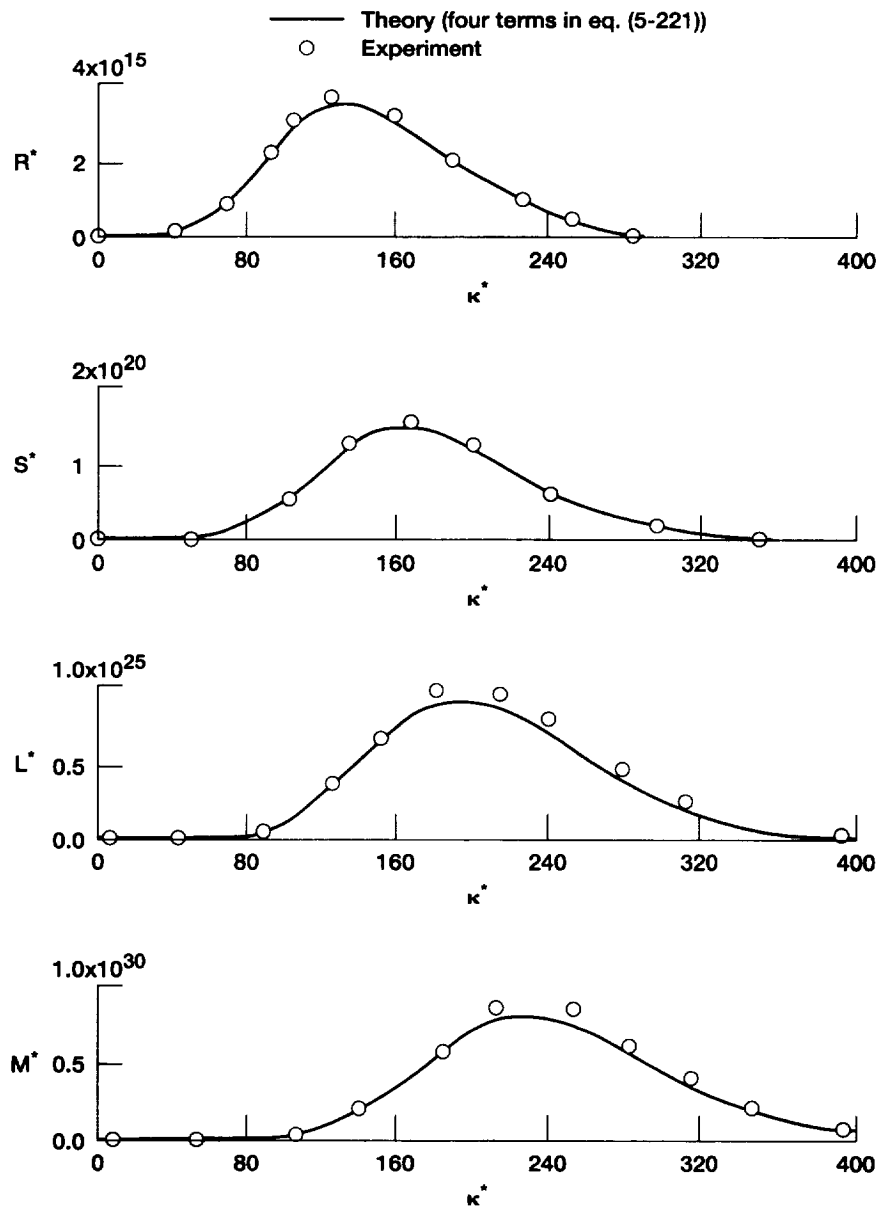 Theory (four terms in eq. (5-221))
Experiment
4x10^15
R*
2
0
0 80 160 240 320 400
κ*
2x10^20
S*
1
0
0 80 160 240 320 400
κ*
1.0x10^25
L*
0.5
0.0
0 80 160 240 320 400
κ*
1.0x10^30
M*
0.5
0.0
0 80 160 240 320 400
κ*